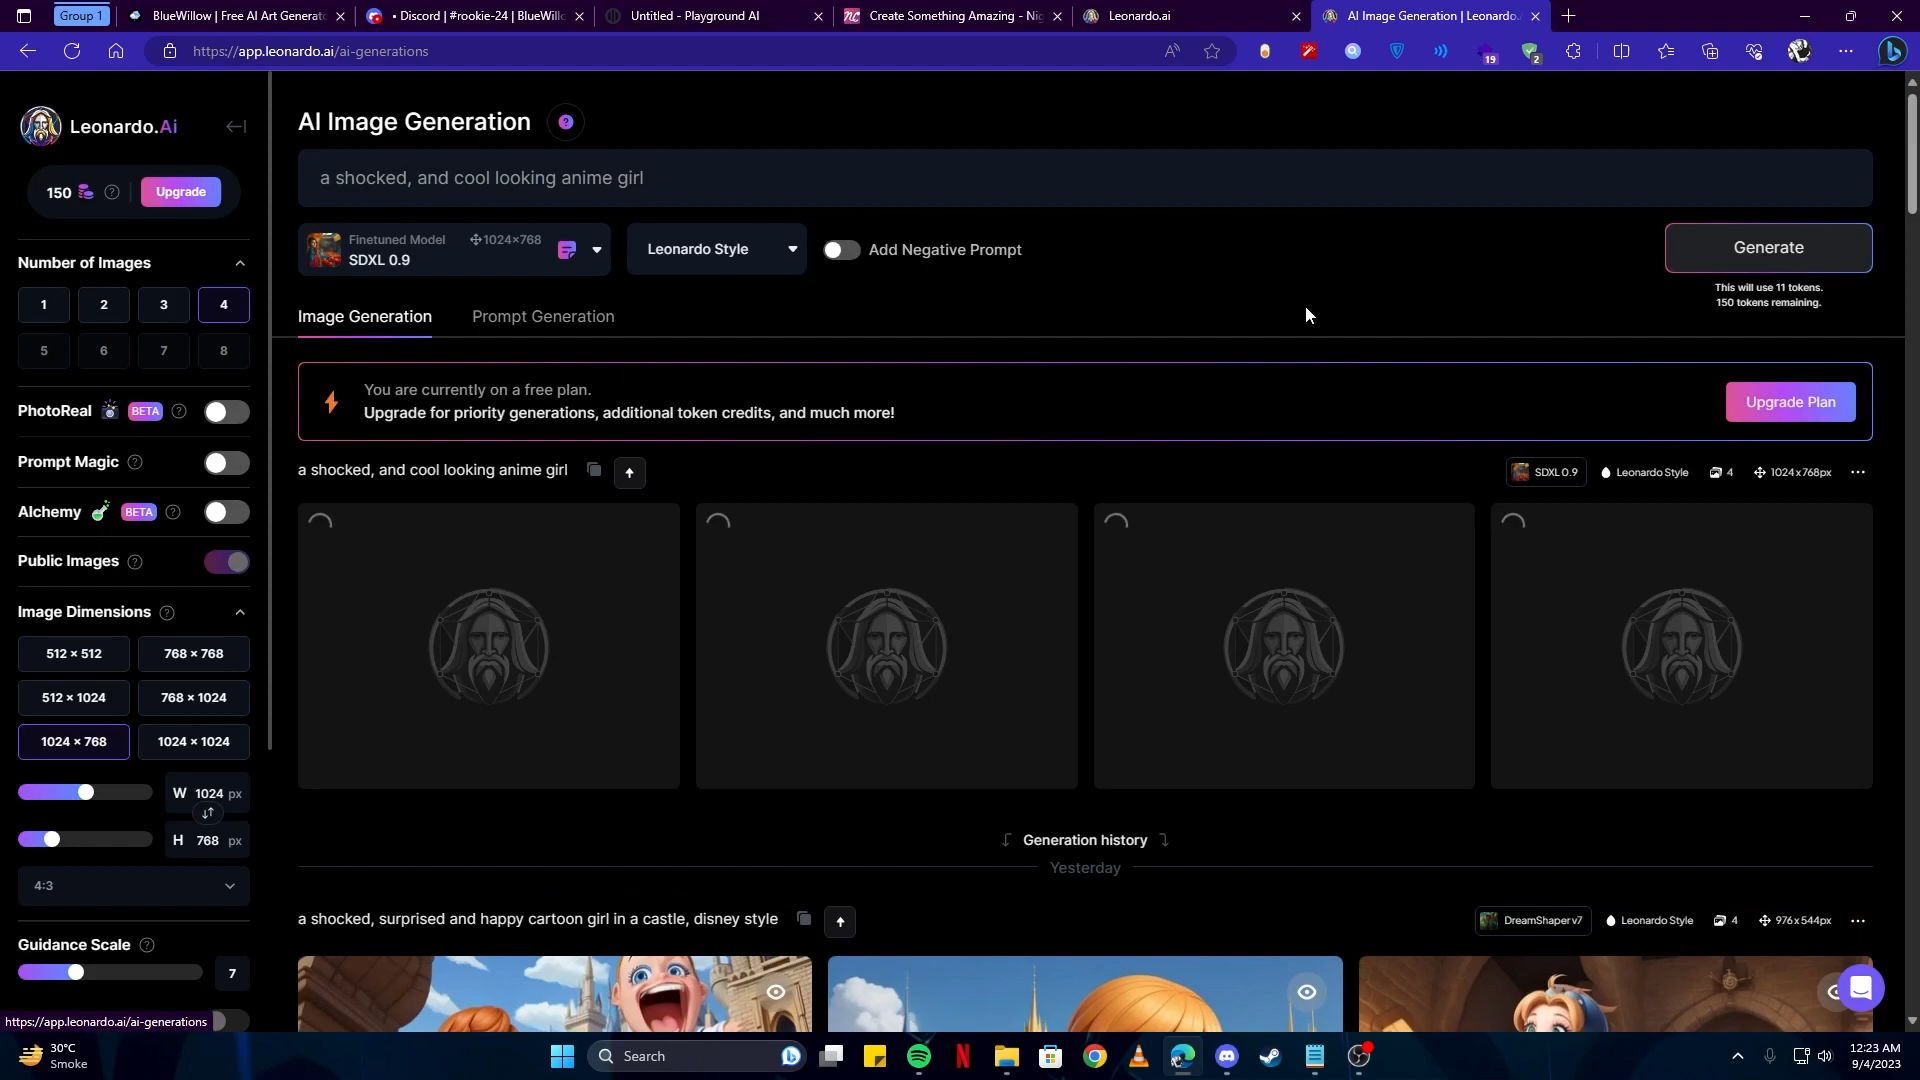 Group 1
BlueWillow | Free AI Art Generato
• Discord | #rookie-24 | BlueWillo
Untitled - Playground AI
Create Something Amazing - Nig
Leonardo.ai
AI Image Generation | Leonardo.
https://app.leonardo.ai/ai-generations
19
2
Leonardo.Ai
150
Upgrade
Number of Images
1 2 3 4
5 6 7 8
PhotoReal BETA
Prompt Magic
Alchemy BETA
Public Images
Image Dimensions
512 × 512 768 × 768
512 × 1024 768 × 1024
1024 × 768 1024 × 1024
W 1024 px
H 768 px
4:3
Guidance Scale
7
https://app.leonardo.ai/ai-generations
AI Image Generation
a shocked, and cool looking anime girl
Finetuned Model 1024×768
SDXL 0.9
Leonardo Style
Add Negative Prompt
Generate
This will use 11 tokens.
150 tokens remaining.
Image Generation Prompt Generation
You are currently on a free plan.
Upgrade for priority generations, additional token credits, and much more!
Upgrade Plan
a shocked, and cool looking anime girl
SDXL 0.9 Leonardo Style 4 1024 x 768px
Generation history
Yesterday
a shocked, surprised and happy cartoon girl in a castle, disney style
DreamShaper v7 Leonardo Style 4 976 x 544px
30°C
Smoke
Search
12:23 AM
9/4/2023